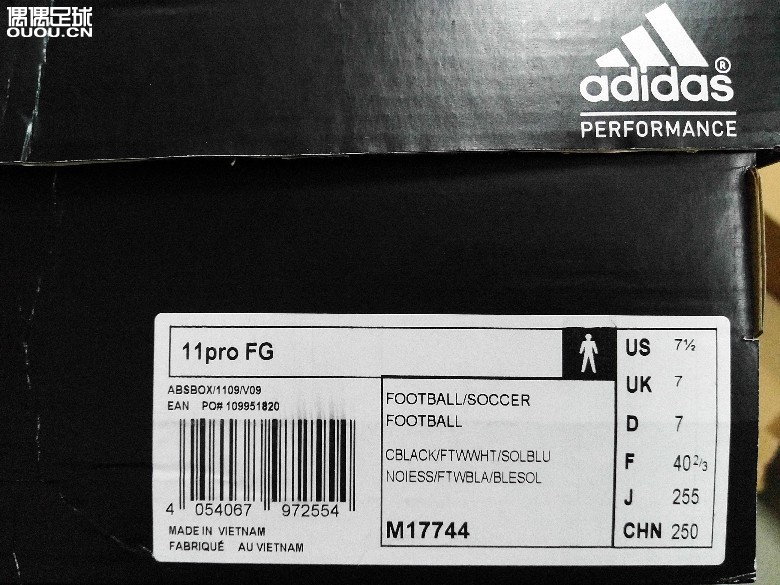 偶偶足球
OUOU.CN
adidas®
PERFORMANCE
11pro FG
ABSBOX/1109/V09
EAN PO# 109951820
4 054067 972554
MADE IN VIETNAM
FABRIQUÉ AU VIETNAM
FOOTBALL/SOCCER
FOOTBALL
CBLACK/FTWWHT/SOLBLU
NOIESS/FTWBLA/BLESOL
M17744
US 7½
UK 7
D 7
F 40 2/3
J 255
CHN 250